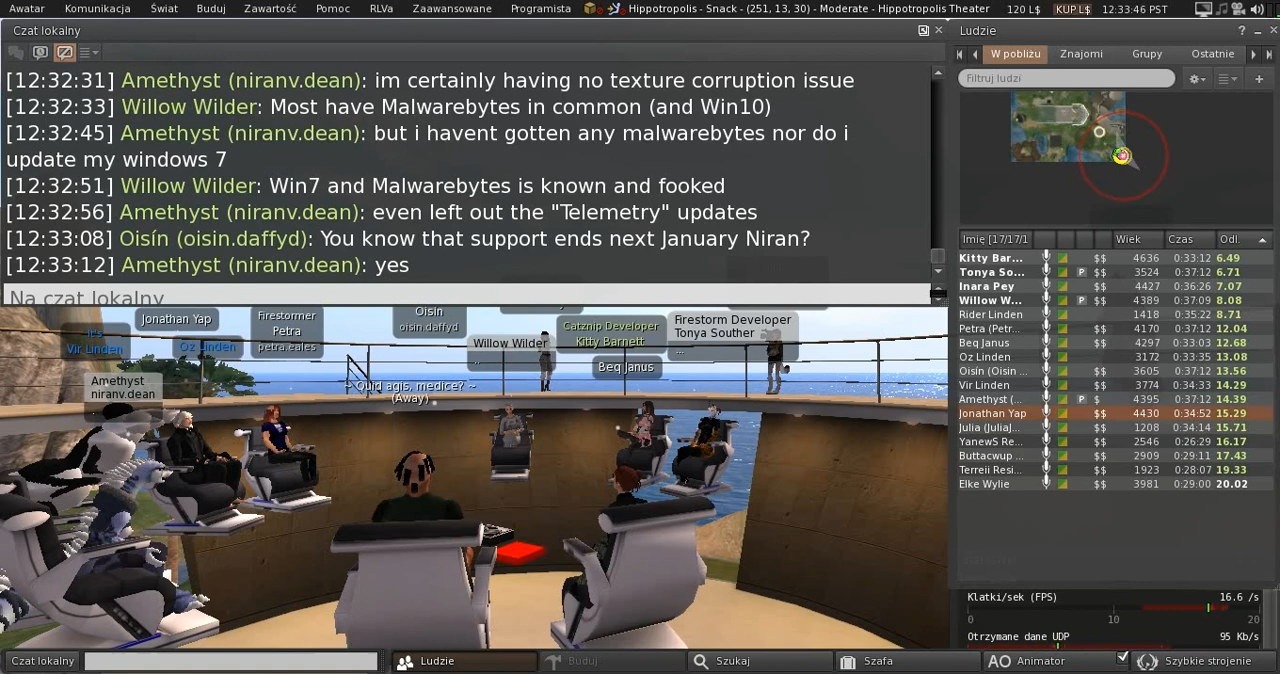 Awatar Komunikacja Świat Buduj Zawartość Pomoc RLVa Zaawansowane Programista Hippotropolis - Snack - (251, 13, 30) - Moderate - Hippotropolis Theater 120 L$ KUP L$ 12:33:46 PST
Czat lokalny
[12:32:31] Amethyst (niranv.dean): im certainly having no texture corruption issue
[12:32:33] Willow Wilder: Most have Malwarebytes in common (and Win10)
[12:32:45] Amethyst (niranv.dean): but i havent gotten any malwarebytes nor do i
update my windows 7
[12:32:51] Willow Wilder: Win7 and Malwarebytes is known and fooked
[12:32:56] Amethyst (niranv.dean): even left out the "Telemetry" updates
[12:33:08] Oisín (oisin.daffyd): You know that support ends next January Niran?
[12:33:12] Amethyst (niranv.dean): yes
Na czat lokalny
It's
Vir Linden
Jonathan Yap
Oz Linden
Firestormer
Petra
petra.eales
Oisín
oisin.daffyd
Willow Wilder
..
Catznip Developer
Kitty Barnett
Beq Janus
Firestorm Developer
Tonya Souther
...
Amethyst
niranv.dean
~ Quid agis, medice? ~
(Away)
Ludzie
W pobliżu Znajomi Grupy Ostatnie
Filtruj ludzi
Imię [17/17/1 Wiek Czas Odl.
Kitty Bar... $$ 4636 0:33:12 6.49
Tonya So... P $$ 3524 0:37:12 6.71
Inara Pey $$ 4427 0:36:26 7.07
Willow W... P $$ 4389 0:37:09 8.08
Rider Linden 1418 0:35:22 8.71
Petra (Petr... $$ 4170 0:37:12 12.04
Beq Janus $$ 4297 0:33:03 12.68
Oz Linden 3172 0:33:35 13.08
Oisín (Oisin ... $$ 3605 0:37:12 13.56
Vir Linden 3774 0:34:33 14.29
Amethyst (... P $ 4395 0:37:12 14.39
Jonathan Yap $$ 4430 0:34:52 15.29
Julia (JuliaJ... $$ 1208 0:34:14 15.71
YanewS Re... $$ 2546 0:26:29 16.17
Buttacwup ... $$ 2909 0:29:11 17.43
Terreii Resi... $$ 1923 0:28:07 19.33
Elke Wylie $$ 3981 0:29:00 20.02
Klatki/sek (FPS) 16.6 /s
0 10 20
Otrzymane dane UDP 95 Kb/s
Czat lokalny Ludzie Buduj Szukaj Szafa AO Animator Szybkie strojenie